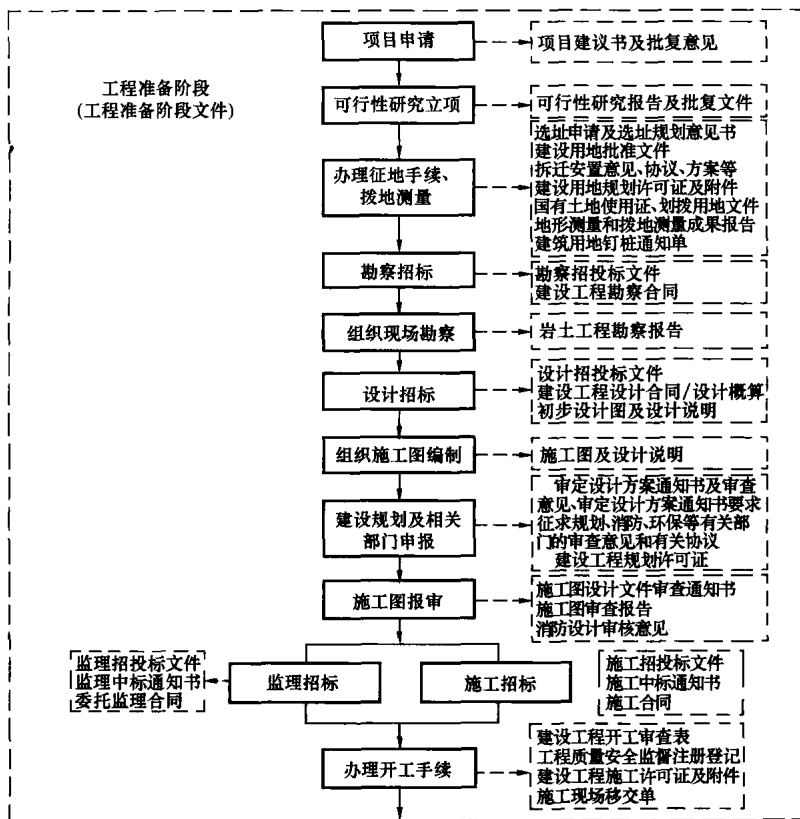 项目申请
项目建议书及批复意见
工程准备阶段
(工程准备阶段文件)
可行性研究立项
可行性研究报告及批复文件
办理征地手续、
拨地测量
选址申请及选址规划意见书
建设用地批准文件
拆迁安置意见、协议、方案等
建设用地规划许可证及附件
国有土地使用证、划拨用地文件
地形测量和拨地测量成果报告
建筑用地钉桩通知单
勘察招标
勘察招投标文件
建设工程勘察合同
组织现场勘察
岩土工程勘察报告
设计招标
设计招投标文件
建设工程设计合同/设计概算
初步设计图及设计说明
组织施工图编制
施工图及设计说明
建设规划及相关
部门申报
审定设计方案通知书及审查
意见、审定设计方案通知书要求
征求规划、消防、环保等有关部
门的审查意见和有关协议
建设工程规划许可证
施工图报审
施工图设计文件审查通知书
施工图审查报告
消防设计审核意见
监理招投标文件
监理中标通知书
委托监理合同
监理招标
施工招标
施工招投标文件
施工中标通知书
施工合同
办理开工手续
建设工程开工审查表
工程质量安全监督注册登记
建设工程施工许可证及附件
施工现场移交单